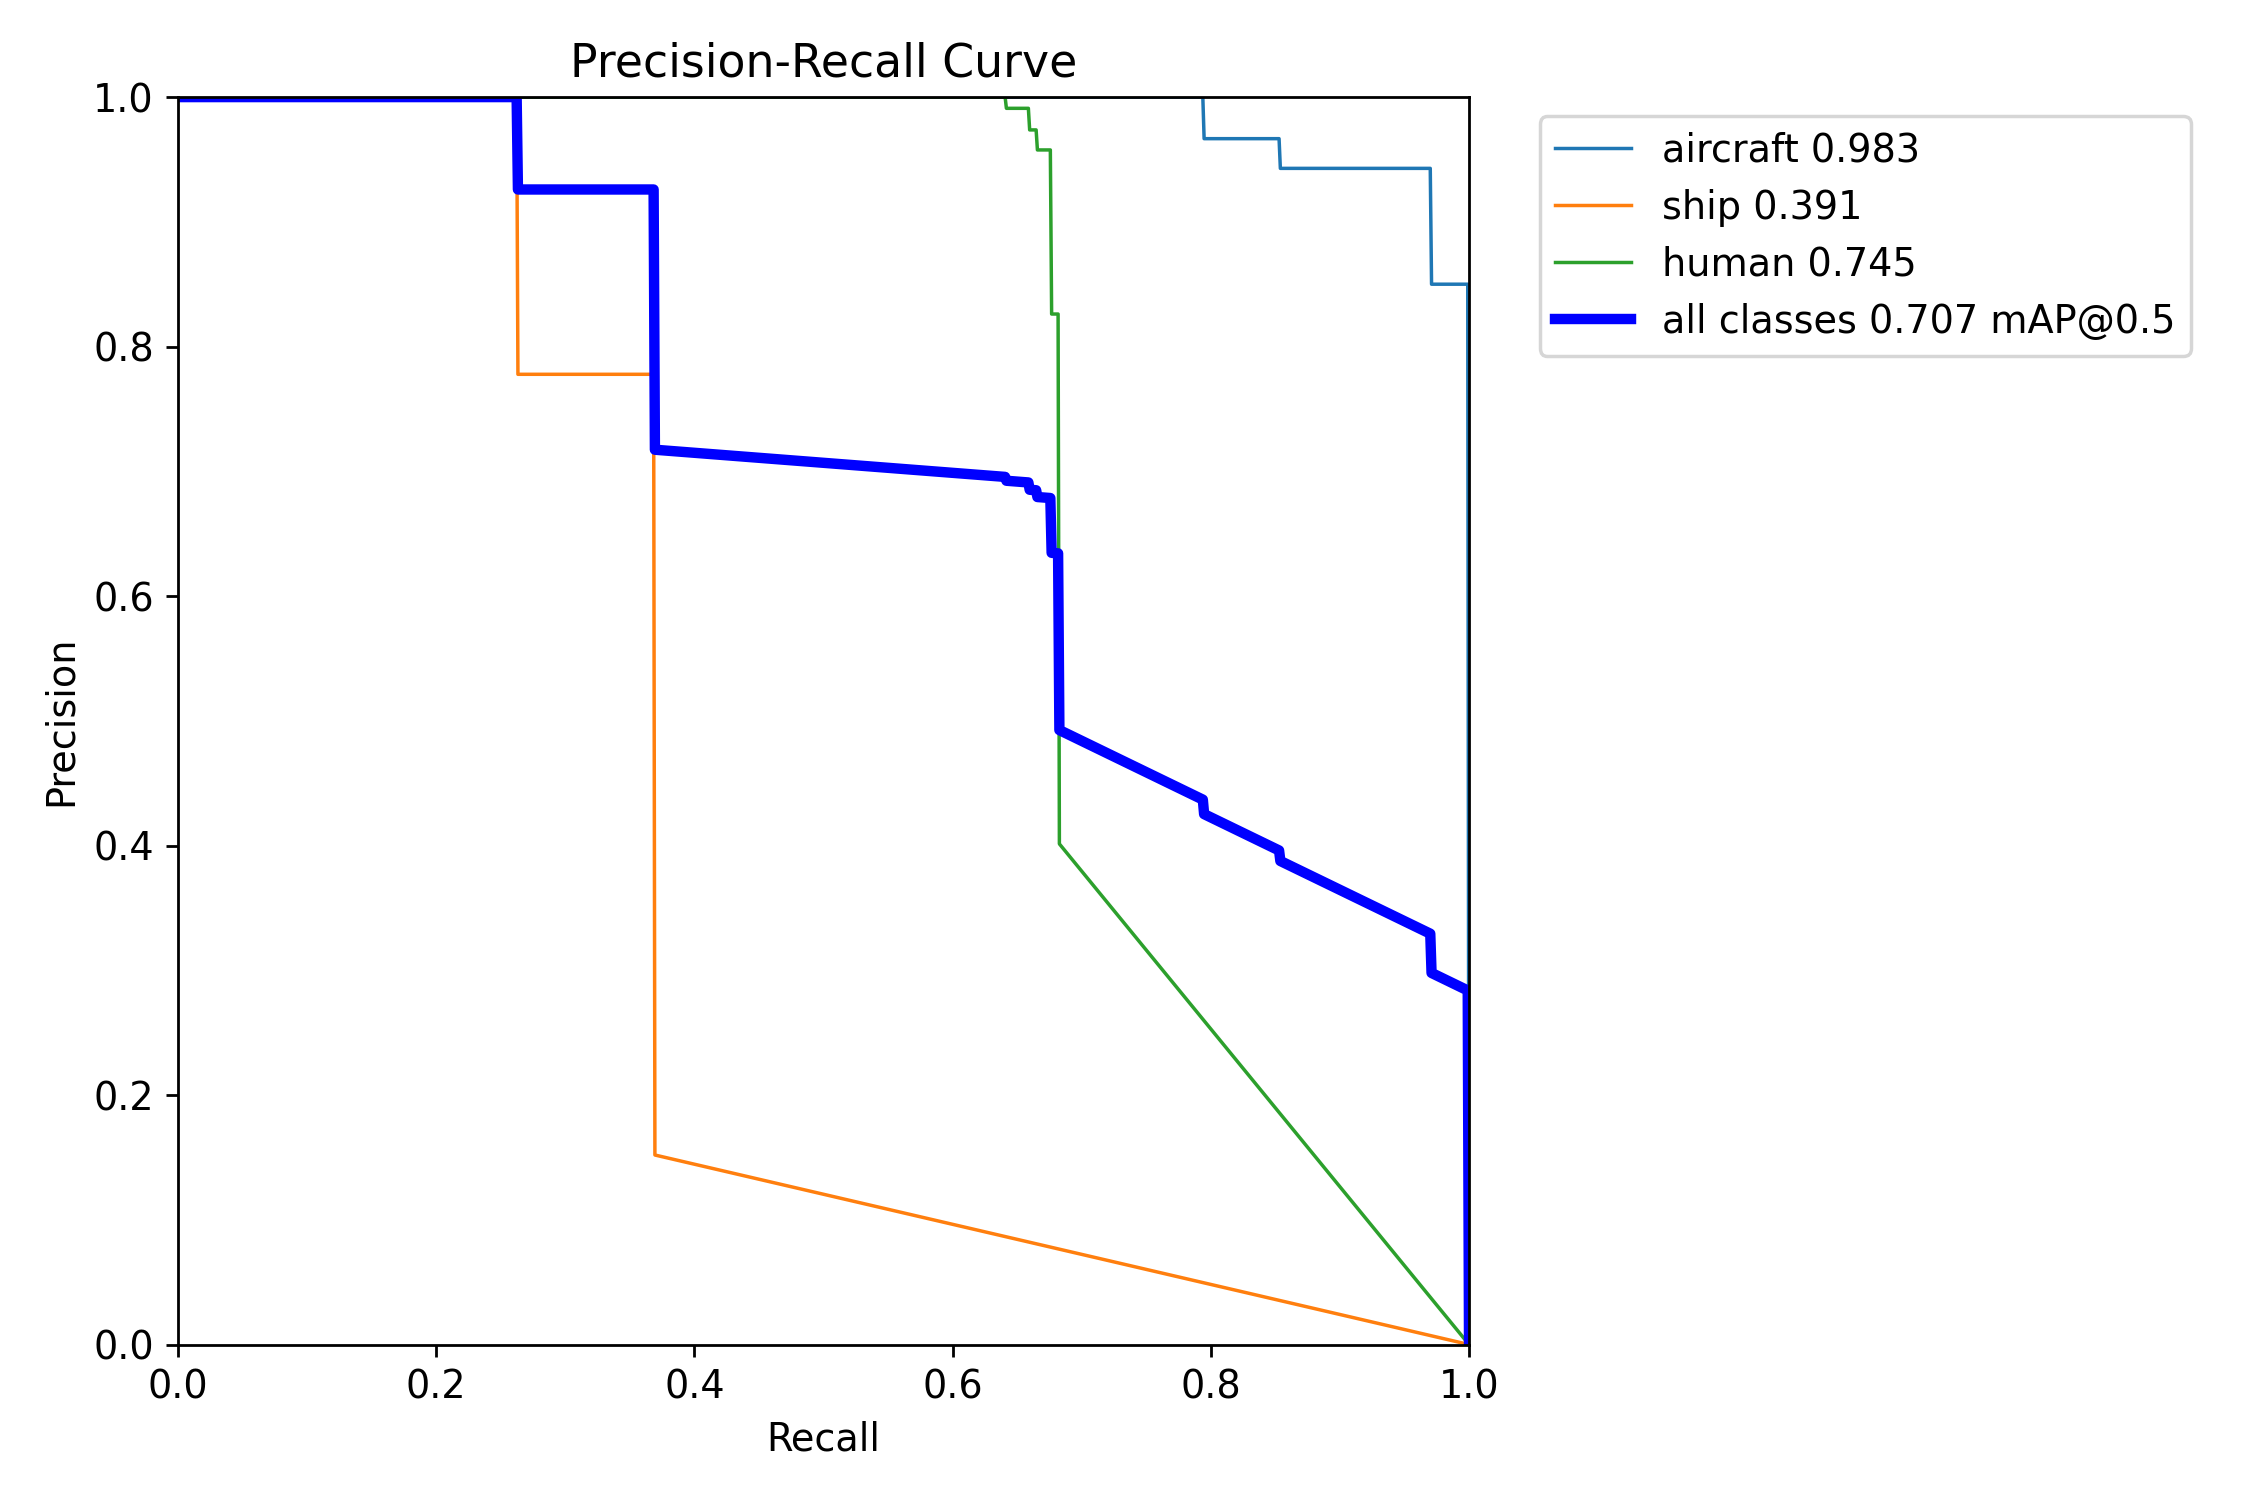 Precision-Recall Curve
1.0
0.8
0.6
0.4
0.2
0.0
Precision
0.0 0.2 0.4 0.6 0.8 1.0
Recall
aircraft 0.983
ship 0.391
human 0.745
all classes 0.707 mAP@0.5